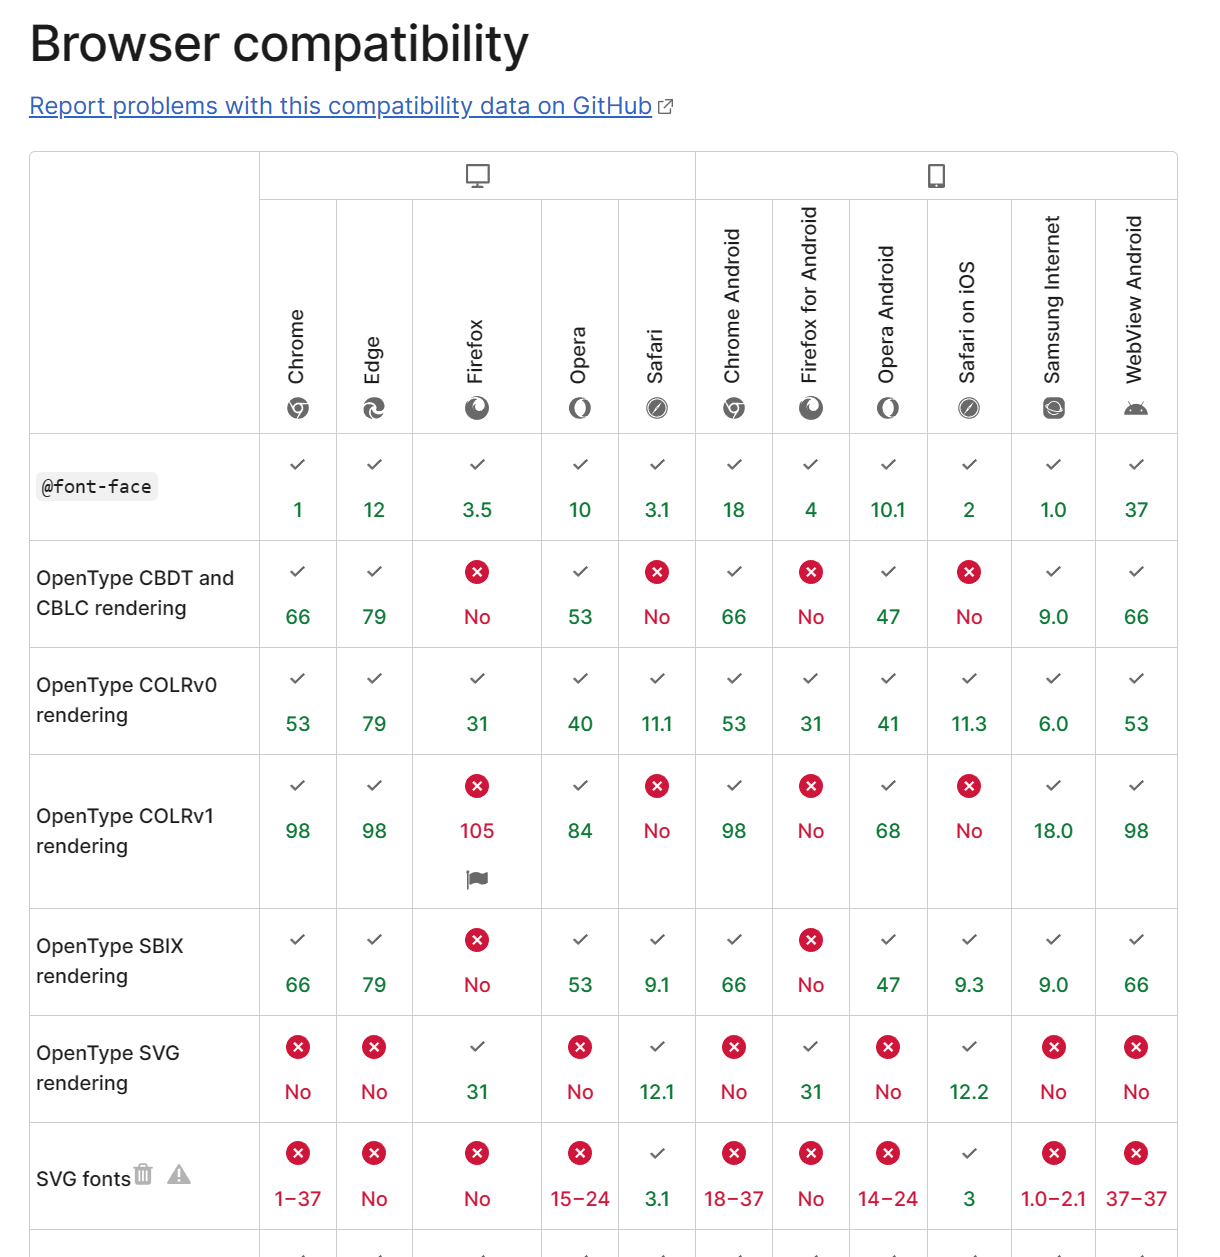 Browser compatibility
Report problems with this compatibility data on GitHub
Chrome
Edge
Firefox
Opera
Safari
Chrome Android
Firefox for Android
Opera Android
Safari on iOS
Samsung Internet
WebView Android
@font-face
1 12 3.5 10 3.1 18 4 10.1 2 1.0 37
OpenType CBDT and
CBLC rendering
66 79 No 53 No 66 No 47 No 9.0 66
OpenType COLRv0
rendering
53 79 31 40 11.1 53 31 41 11.3 6.0 53
OpenType COLRv1
rendering
98 98 105 84 No 98 No 68 No 18.0 98
OpenType SBIX
rendering
66 79 No 53 9.1 66 No 47 9.3 9.0 66
OpenType SVG
rendering
No No 31 No 12.1 No 31 No 12.2 No No
SVG fonts
1–37 No No 15–24 3.1 18–37 No 14–24 3 1.0–2.1 37–37